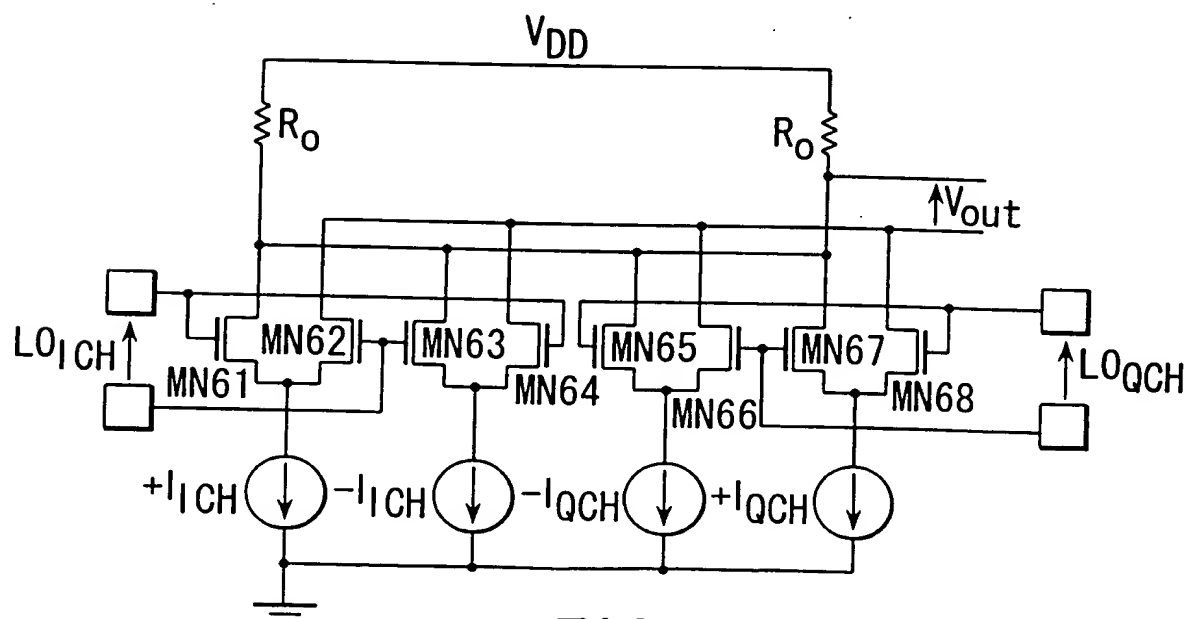 VDD
RO
RO
Vout
LOICH
MN62
MN63
MN65
MN67
LOQCH
MN61
MN64
MN66
MN68
+IICH
-IICH
-IQCH
+IQCH